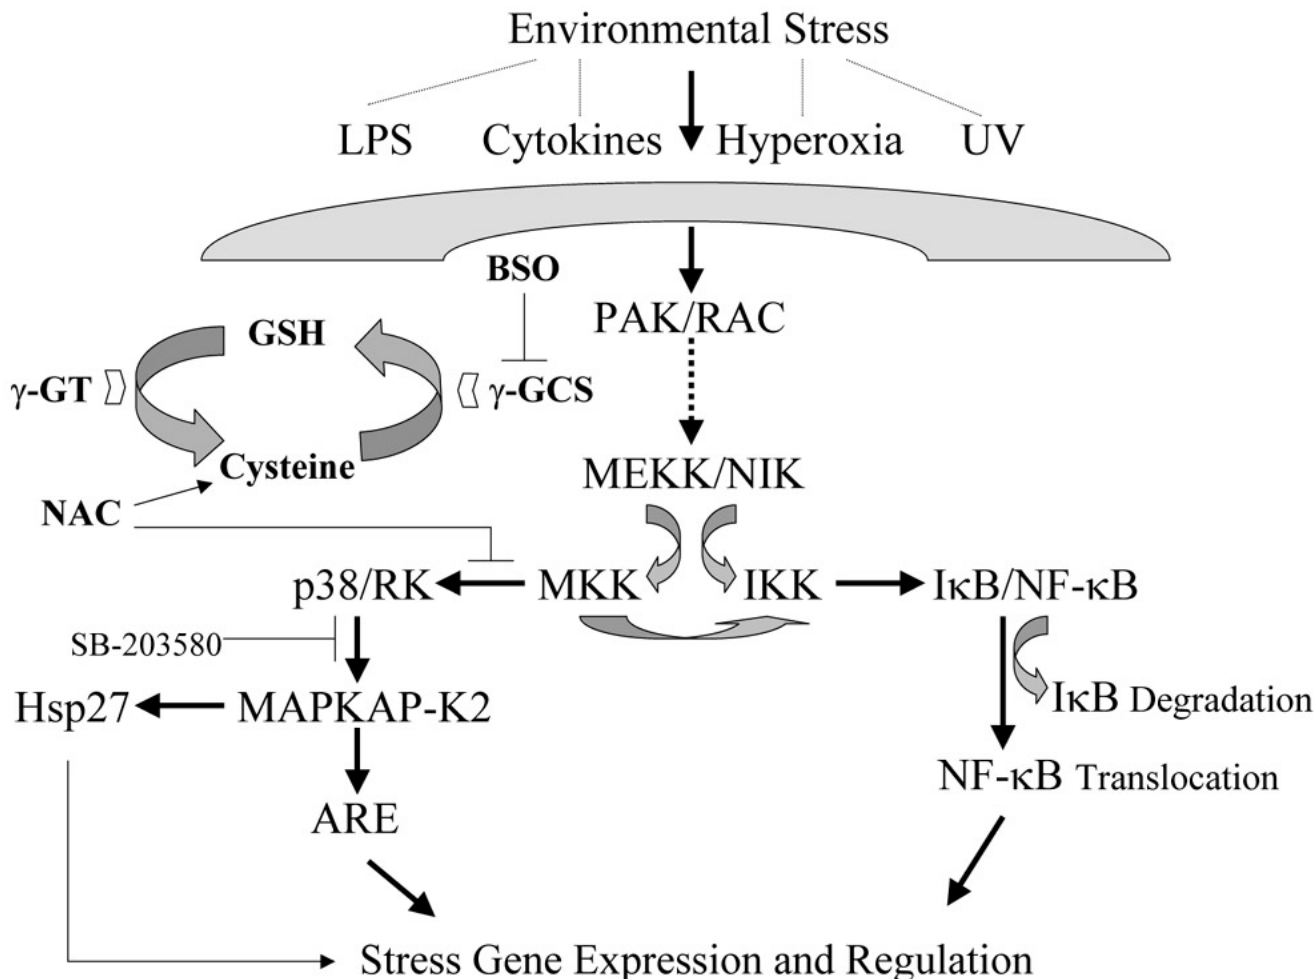 Environmental Stress
LPS Cytokines Hyperoxia UV
BSO
PAK/RAC
GSH
γ-GT γ-GCS
Cysteine
MEKK/NIK
NAC
p38/RK MKK IKK IκB/NF-κB
SB-203580
Hsp27 MAPKAP-K2 IκB Degradation
NF-κB Translocation
ARE
Stress Gene Expression and Regulation